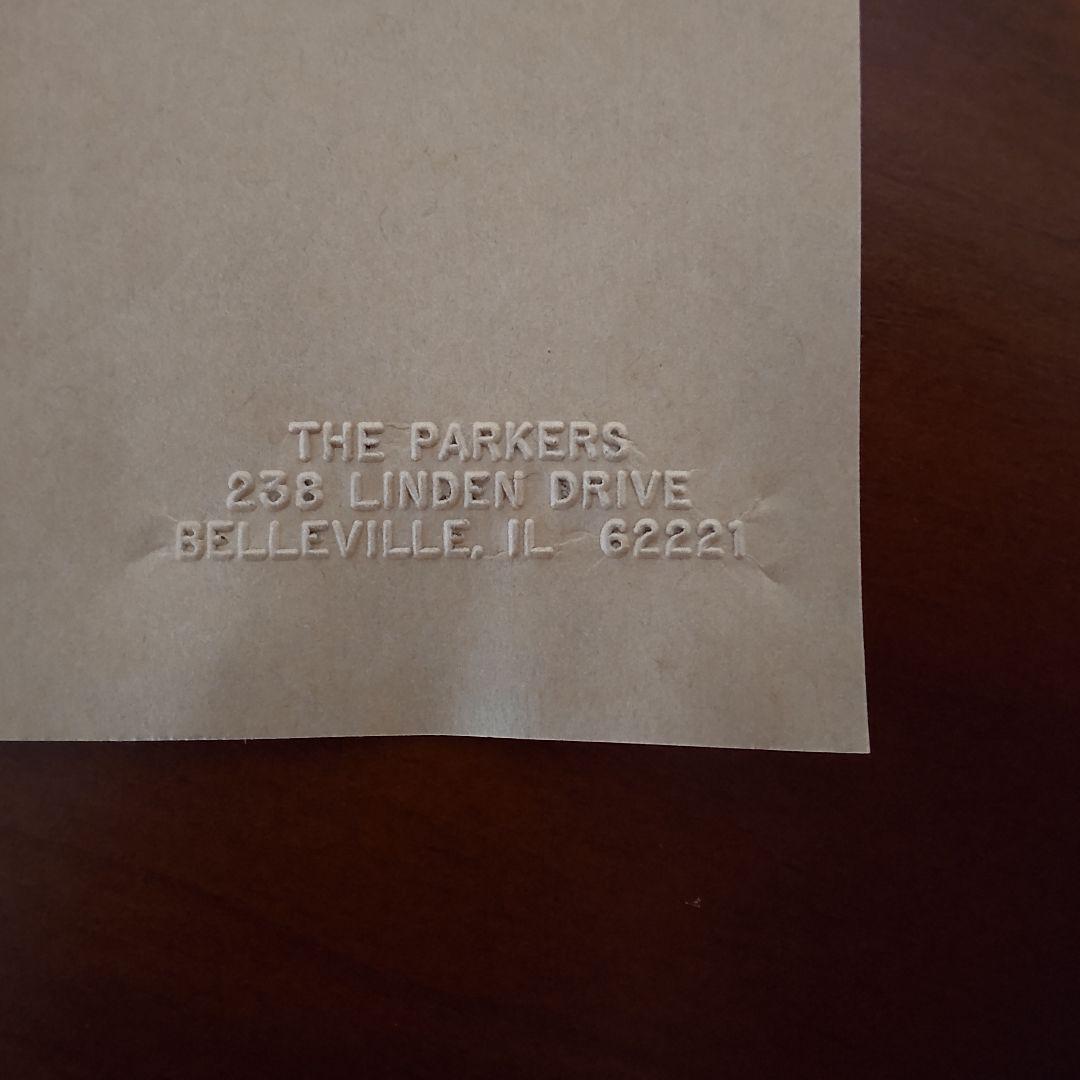 THE PARKERS
238 LINDEN DRIVE
BELLEVILLE, IL 62221